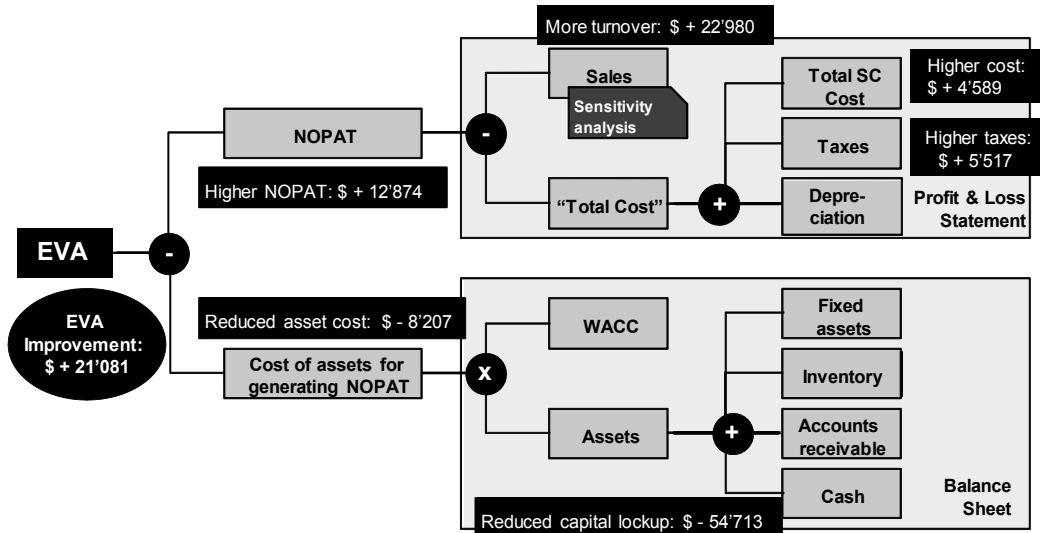 More turnover: $ + 22’980
Sales
Sensitivity
analysis
Total SC
Cost
Higher cost:
$ + 4’589
NOPAT
-
Taxes
Higher taxes:
$ + 5’517
Higher NOPAT: $ + 12’874
“Total Cost”
+
Depre-
ciation
Profit & Loss
Statement
EVA
-
EVA
Improvement:
$ + 21’081
Reduced asset cost:  $ - 8’207
WACC
Fixed
assets
Cost of assets for
generating NOPAT
x
Inventory
Assets
+
Accounts
receivable
Cash
Balance
Sheet
Reduced capital lockup: $ - 54’713